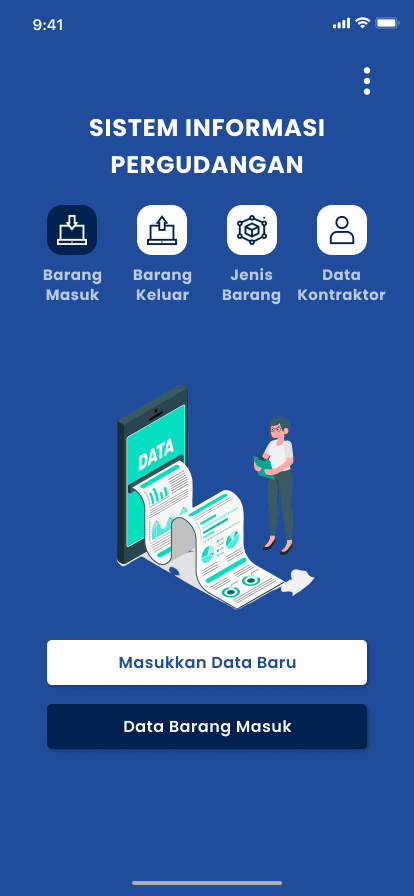 9:41
SISTEM INFORMASI
PERGUDANGAN
Barang
Masuk
Barang
Keluar
Jenis
Barang
Data
Kontraktor
DATA
Masukkan Data Baru
Data Barang Masuk